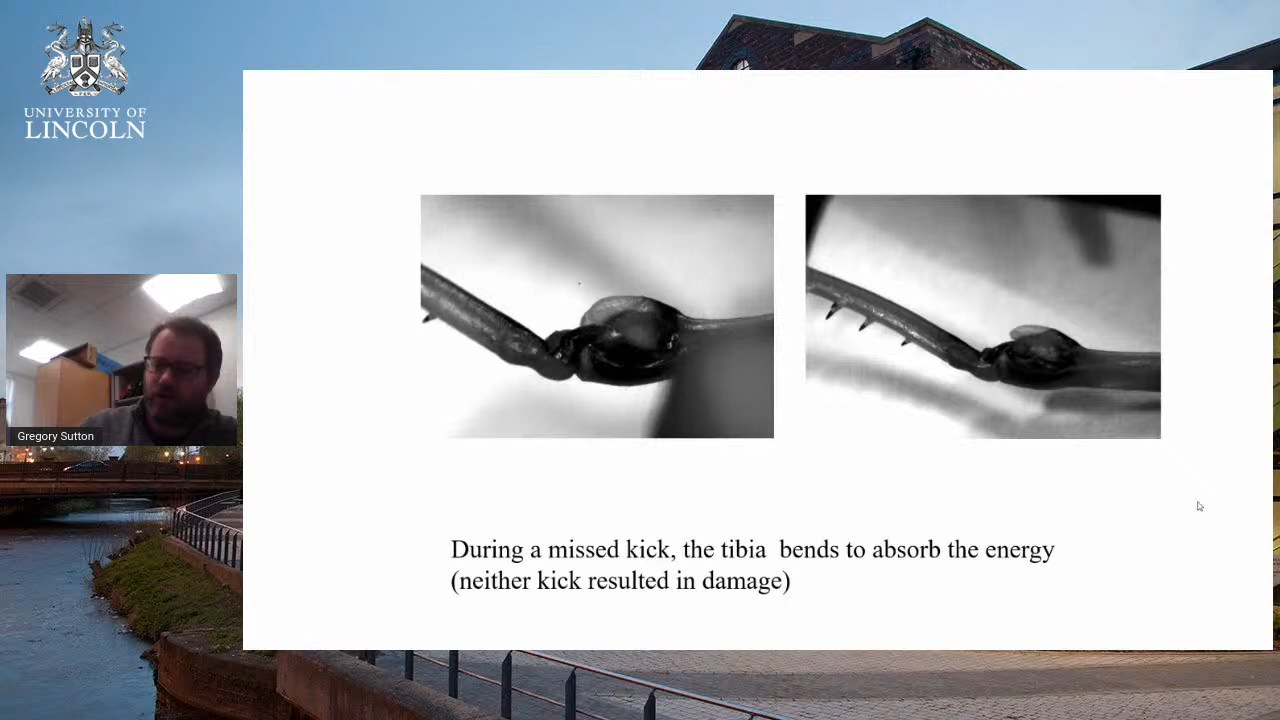 UNIVERSITY OF
LINCOLN
Gregory Sutton
During a missed kick, the tibia  bends to absorb the energy
(neither kick resulted in damage)